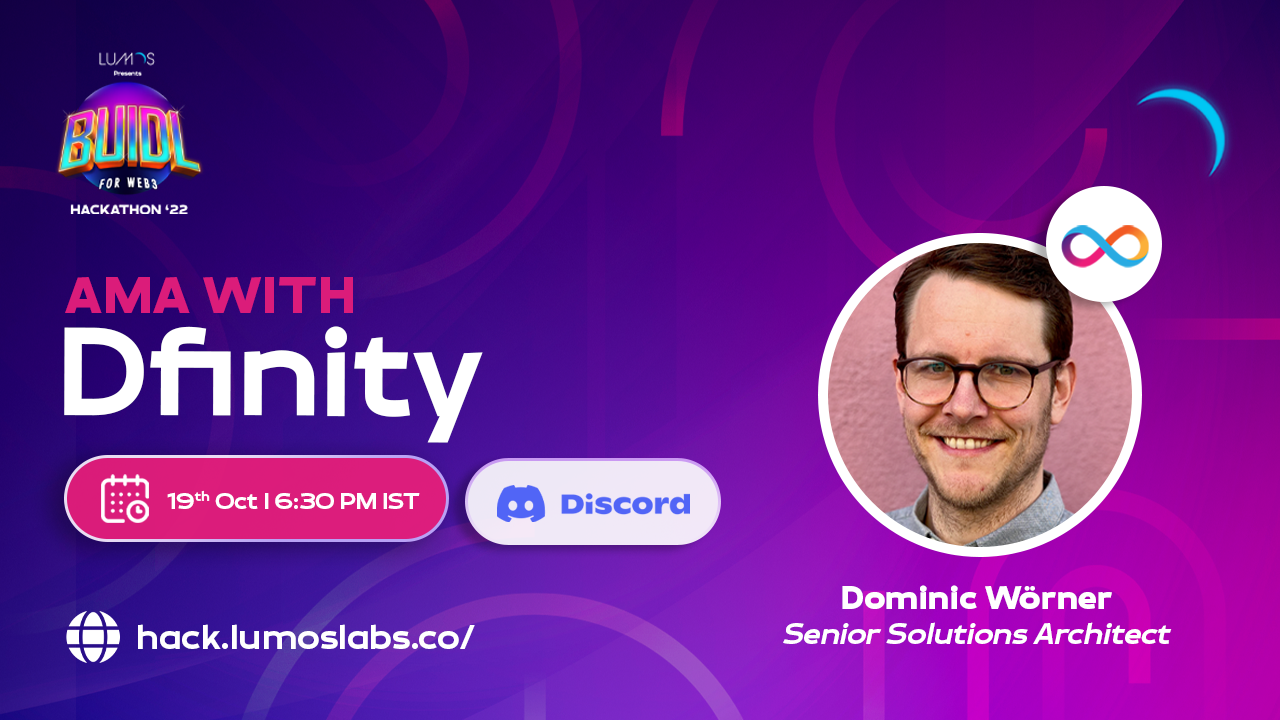 LUMOS
Presents
BUIDL
FOR WEB3
HACKATHON ‘22
AMA WITH
Dfinity
19th Oct | 6:30 PM IST
Discord
hack.lumoslabs.co/
Dominic Wörner
Senior Solutions Architect